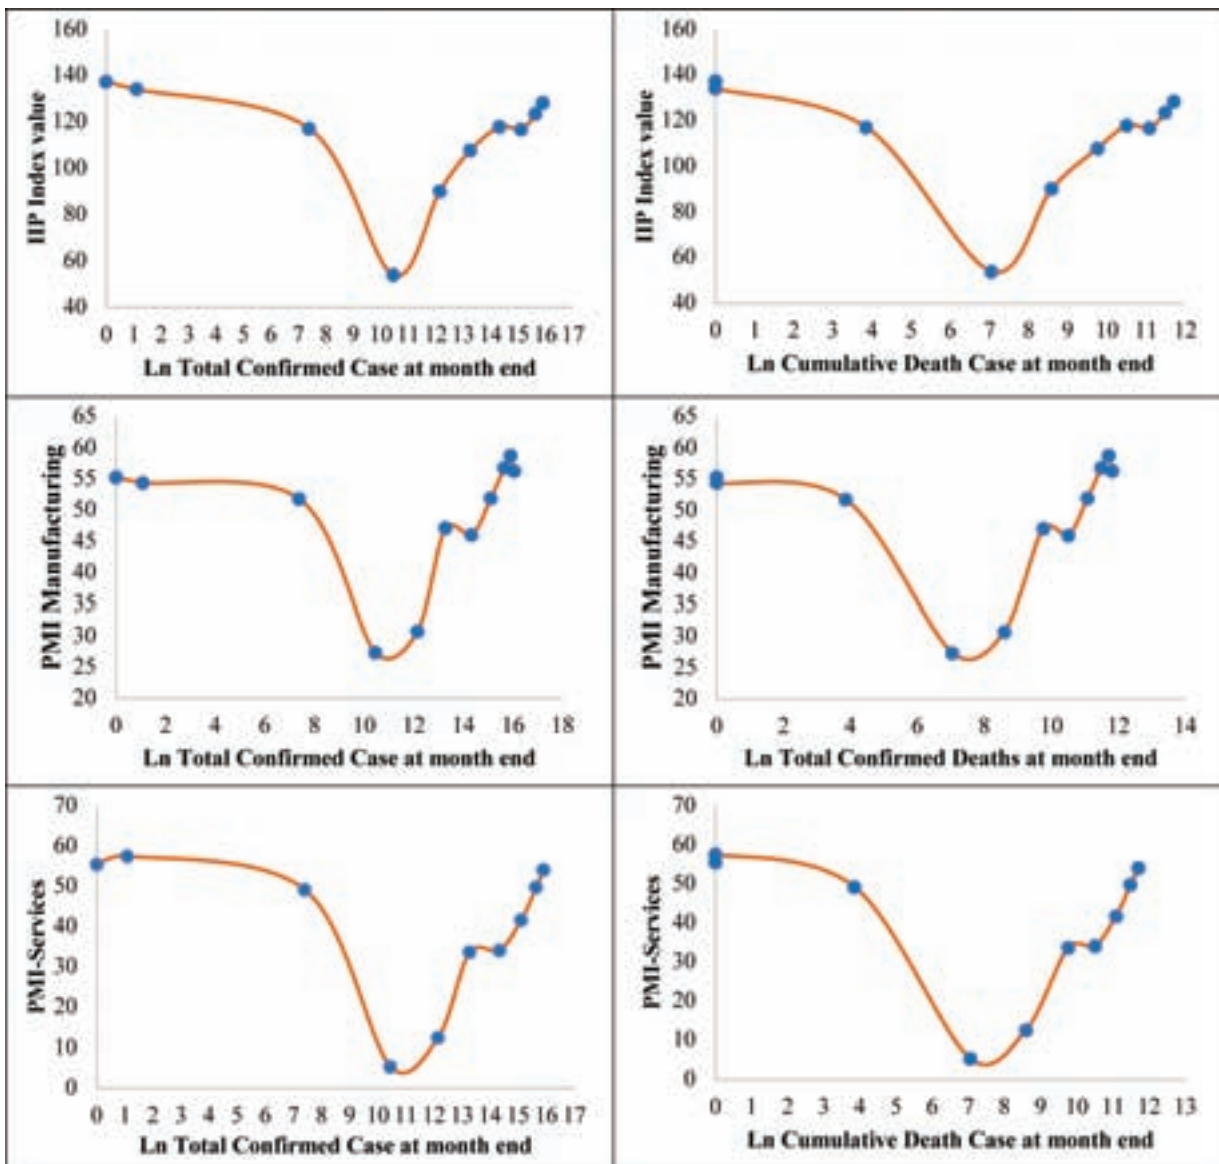 160
140
120
100
80
60
40
IIP Index value
0 1 2 3 4 5 6 7 8 9 10 11 12 13 14 15 16 17
Ln Total Confirmed Case at month end
160
140
120
100
80
60
40
IIP Index value
0 1 2 3 4 5 6 7 8 9 10 11 12
Ln Cumulative Death Case at month end
65
60
55
50
45
40
35
30
25
20
PMI Manufacturing
0 2 4 6 8 10 12 14 16 18
Ln Total Confirmed Case at month end
65
60
55
50
45
40
35
30
25
20
PMI Manufacturing
0 2 4 6 8 10 12 14
Ln Total Confirmed Deaths at month end
70
60
50
40
30
20
10
0
PMI-Services
0 1 2 3 4 5 6 7 8 9 10 11 12 13 14 15 16 17
Ln Total Confirmed Case at month end
70
60
50
40
30
20
10
0
PMI-Services
0 1 2 3 4 5 6 7 8 9 10 11 12 13
Ln Cumulative Death Case at month end